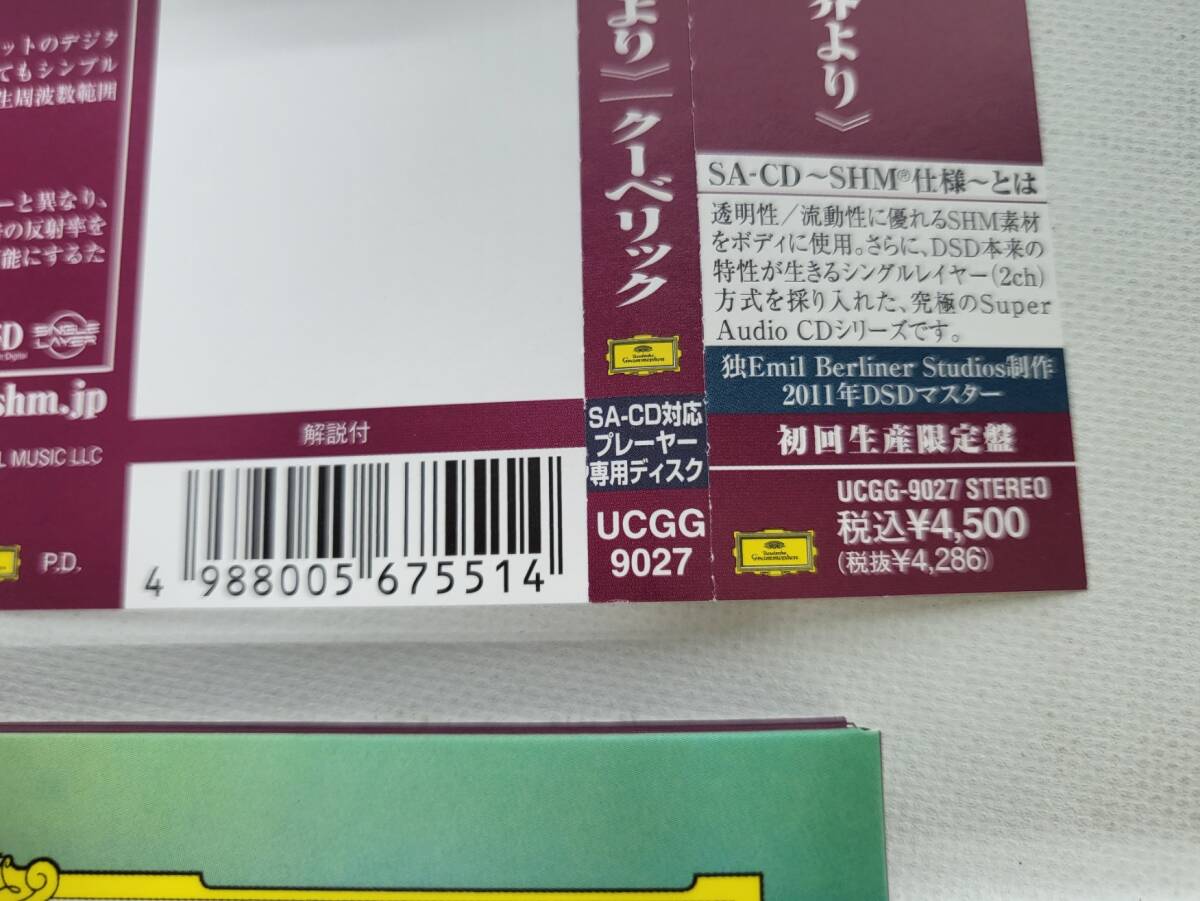 ットのデジタ
てもシンプル
生周波数範囲
ーと異なり、
の反射率を
能にするた
SINGLE
LAYER
shm.jp
L MUSIC LLC
P.D.
解説付
4 988005 675514
より》 クーベリック
Deutsche
Grammophon
SA-CD対応
プレーヤー
専用ディスク
UCGG
9027
界より》
SA-CD～SHM®仕様～とは
透明性/流動性に優れるSHM素材
をボディに使用。さらに、DSD本来の
特性が生きるシングルレイヤー(2ch)
方式を採り入れた、究極のSuper
Audio CDシリーズです。
独Emil Berliner Studios制作
2011年DSDマスター
初回生産限定盤
UCGG-9027 STEREO
税込¥4,500
(税抜¥4,286)
Deutsche
Grammophon